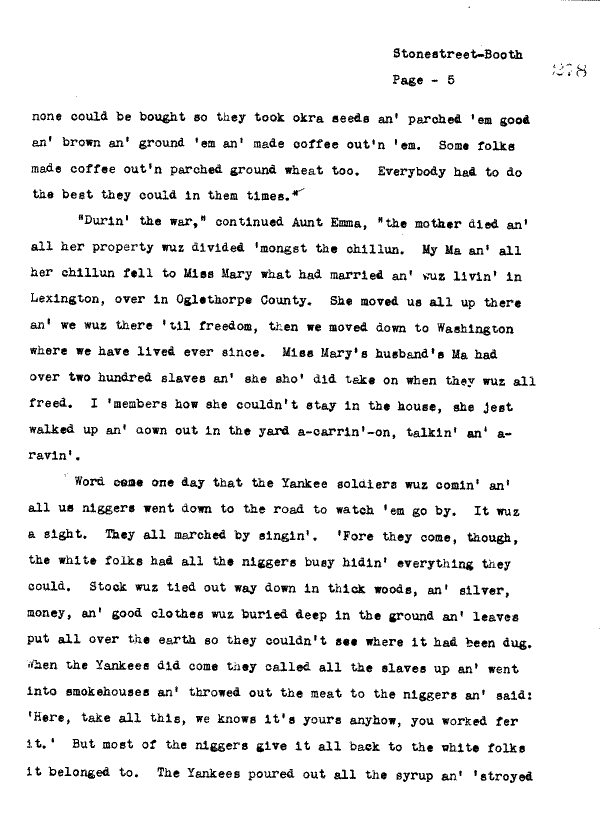 Stonestreet-Booth
278
Page - 5
none could be bought so they took okra seeds an' parched 'em good
an' brown an' ground 'em an' made coffee out'n 'em.  Some folks
made coffee out'n parched ground wheat too.  Everybody had to do
the best they could in them times."
"Durin' the war," continued Aunt Emma, "the mother died an'
all her property wuz divided 'mongst the chillun.  My Ma an' all
her chillun fell to Miss Mary what had married an' wuz livin' in
Lexington, over in Oglethorpe County.  She moved us all up there
an' we wuz there 'til freedom, then we moved down to Washington
where we have lived ever since.  Miss Mary's husband's Ma had
over two hundred slaves an' she sho' did take on when they wuz all
freed.  I 'members how she couldn't stay in the house, she jest
walked up an' down out in the yard a-carrin'-on, talkin' an' a-
ravin'.
Word came one day that the Yankee soldiers wuz comin' an'
all us niggers went down to the road to watch 'em go by.  It wuz
a sight.  They all marched by singin'.  'Fore they come, though,
the white folks had all the niggers busy hidin' everything they
could.  Stock wuz tied out way down in thick woods, an' silver,
money, an' good clothes wuz buried deep in the ground an' leaves
put all over the earth so they couldn't see where it had been dug.
When the Yankees did come they called all the slaves up an' went
into smokehouses an' throwed out the meat to the niggers an' said:
'Here, take all this, we knows it's yours anyhow, you worked fer
it.'  But most of the niggers give it all back to the white folks
it belonged to.  The Yankees poured out all the syrup an' 'stroyed